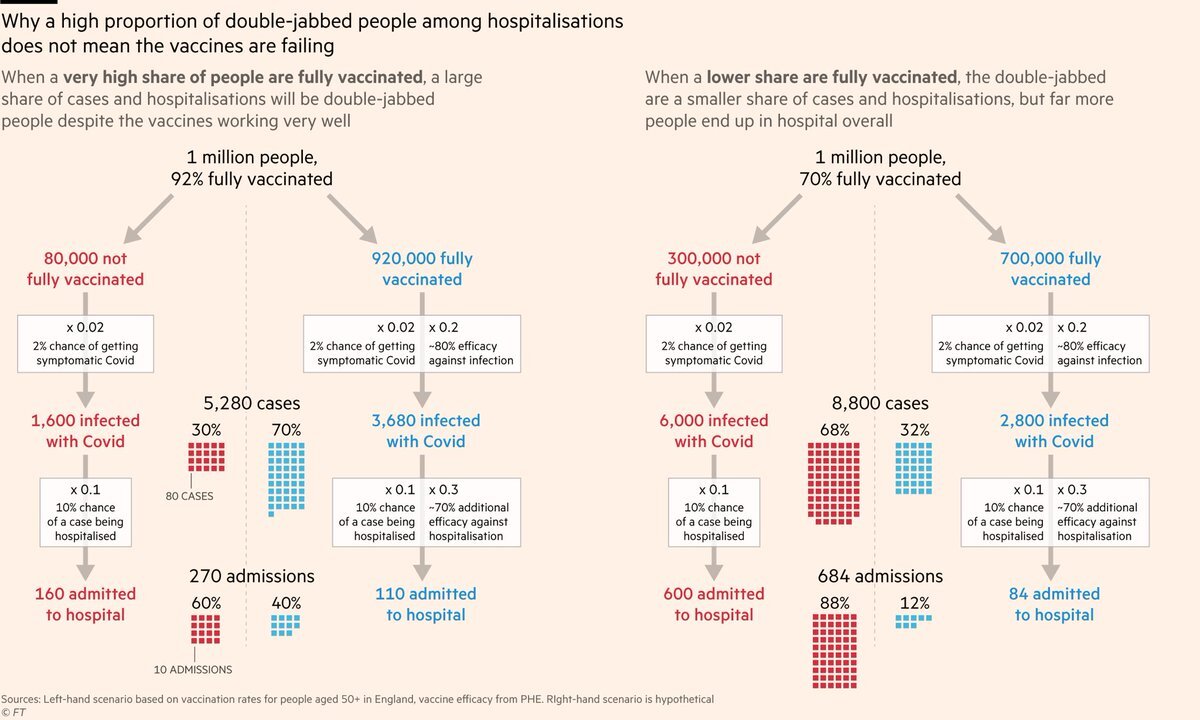 Why a high proportion of double-jabbed people among hospitalisations
does not mean the vaccines are failing
When a very high share of people are fully vaccinated, a large
share of cases and hospitalisations will be double-jabbed
people despite the vaccines working very well
1 million people,
92% fully vaccinated
80,000 not
fully vaccinated
920,000 fully
vaccinated
x 0.02
2% chance of getting
symptomatic Covid
x 0.02
2% chance of getting
symptomatic Covid
x 0.2
~80% efficacy
against infection
1,600 infected
with Covid
5,280 cases
30%
70%
80 CASES
3,680 infected
with Covid
x 0.1
10% chance
of a case being
hospitalised
x 0.1
10% chance
of a case being
hospitalised
x 0.3
~70% additional
efficacy against
hospitalisation
160 admitted
to hospital
270 admissions
60%
40%
10 ADMISSIONS
110 admitted
to hospital
When a lower share are fully vaccinated, the double-jabbed
are a smaller share of cases and hospitalisations, but far more
people end up in hospital overall
1 million people,
70% fully vaccinated
300,000 not
fully vaccinated
700,000 fully
vaccinated
x 0.02
2% chance of getting
symptomatic Covid
x 0.02
2% chance of getting
symptomatic Covid
x 0.2
~80% efficacy
against infection
6,000 infected
with Covid
8,800 cases
68%
32%
2,800 infected
with Covid
x 0.1
10% chance
of a case being
hospitalised
x 0.1
10% chance
of a case being
hospitalised
x 0.3
~70% additional
efficacy against
hospitalisation
600 admitted
to hospital
684 admissions
88%
12%
84 admitted
to hospital
Sources: Left-hand scenario based on vaccination rates for people aged 50+ in England, vaccine efficacy from PHE. RIght-hand scenario is hypothetical
© FT